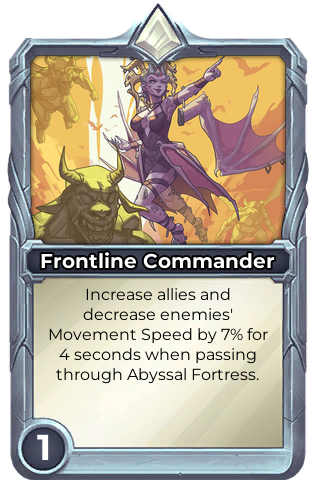 Frontline Commander
Increase allies and
decrease enemies'
Movement Speed by 7% for
4 seconds when passing
through Abyssal Fortress.
1